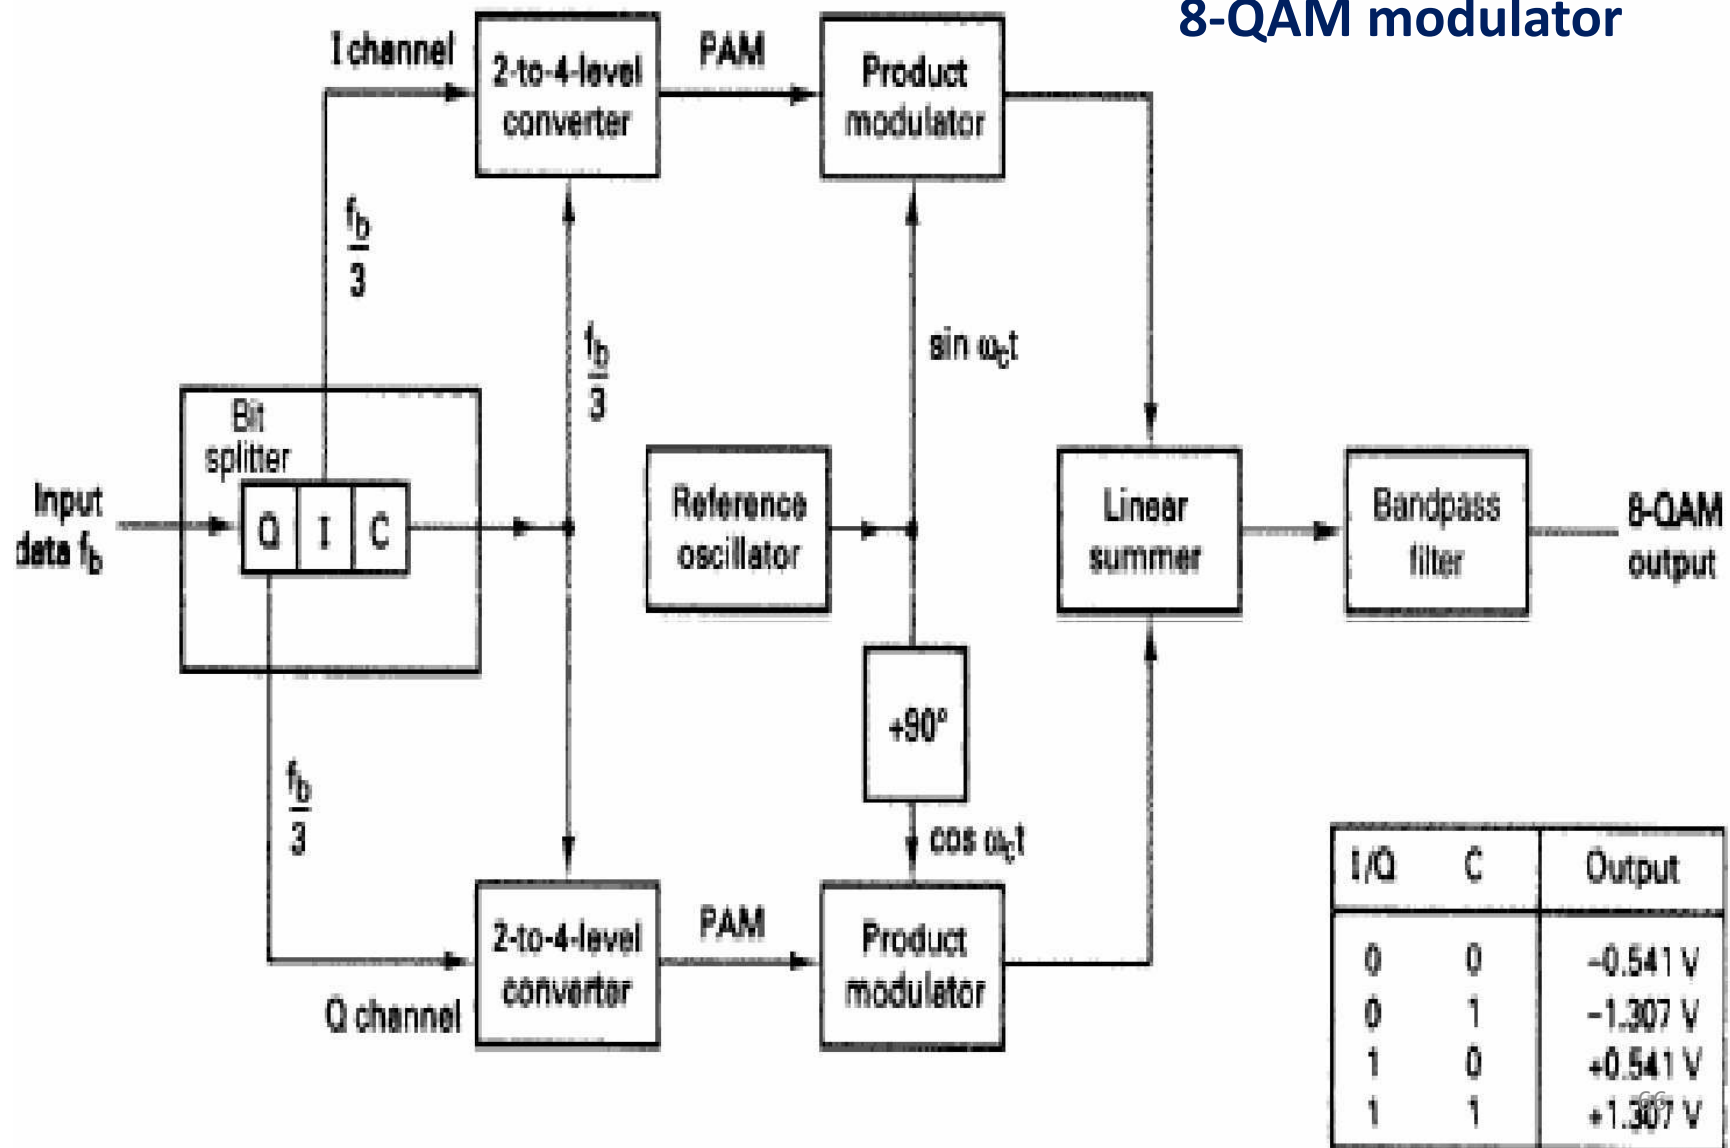 8-QAM modulator
I channel
2-to-4-level
converter
PAM
Product
modulator
fb
3
fb
3
sin ωct
Bit
splitter
Input
data fb
Q I C
Reference
oscillator
Linear
summer
Bandpass
filter
8-QAM
output
+90°
fb
3
cos ωct
Q channel
2-to-4-level
converter
PAM
Product
modulator
I/Q C Output
0 0 −0.541 V
0 1 −1.307 V
1 0 +0.541 V
1 1 +1.307 V
66